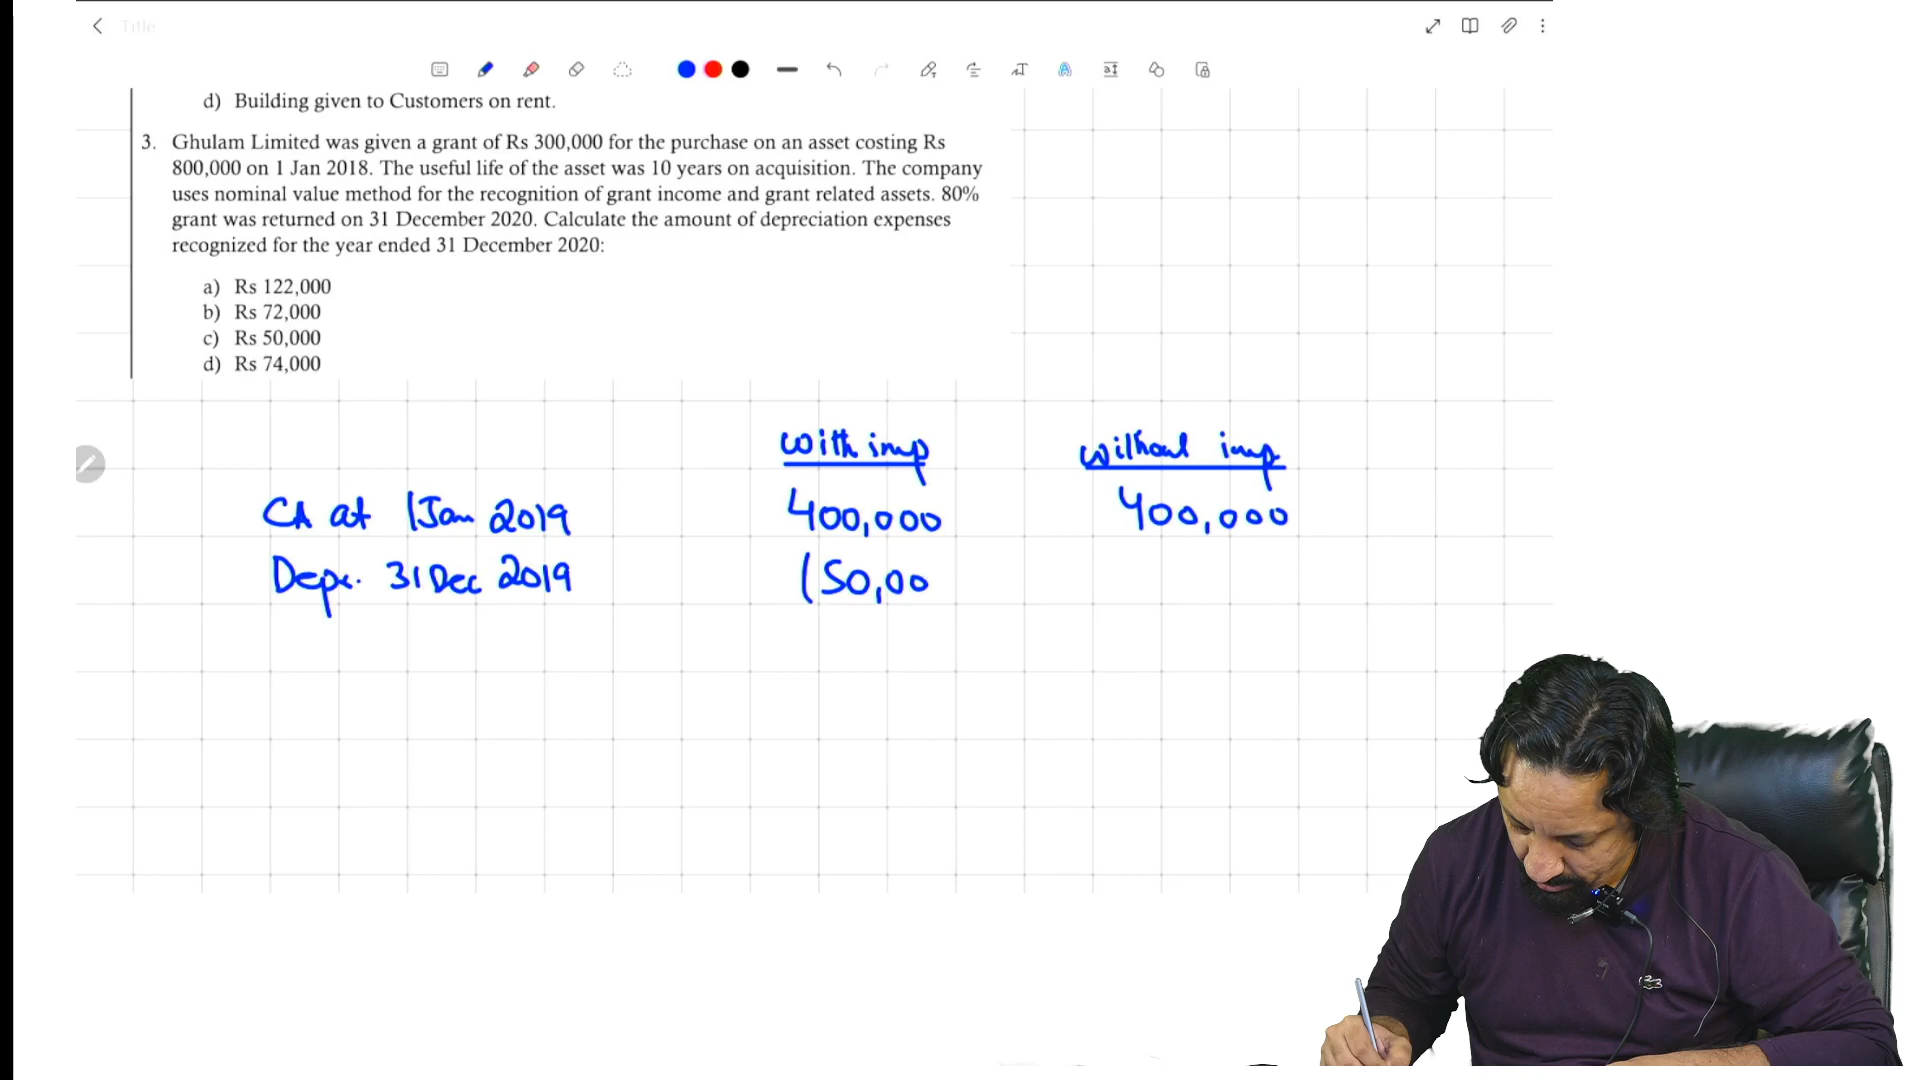 Title
d) Building given to Customers on rent.
3. Ghulam Limited was given a grant of Rs 300,000 for the purchase on an asset costing Rs
800,000 on 1 Jan 2018. The useful life of the asset was 10 years on acquisition. The company
uses nominal value method for the recognition of grant income and grant related assets. 80%
grant was returned on 31 December 2020. Calculate the amount of depreciation expenses
recognized for the year ended 31 December 2020:
a) Rs 122,000
b) Rs 72,000
c) Rs 50,000
d) Rs 74,000
with imp without imp
CA at 1 Jan 2019 400,000 400,000
Depr. 31 Dec 2019 (50,00